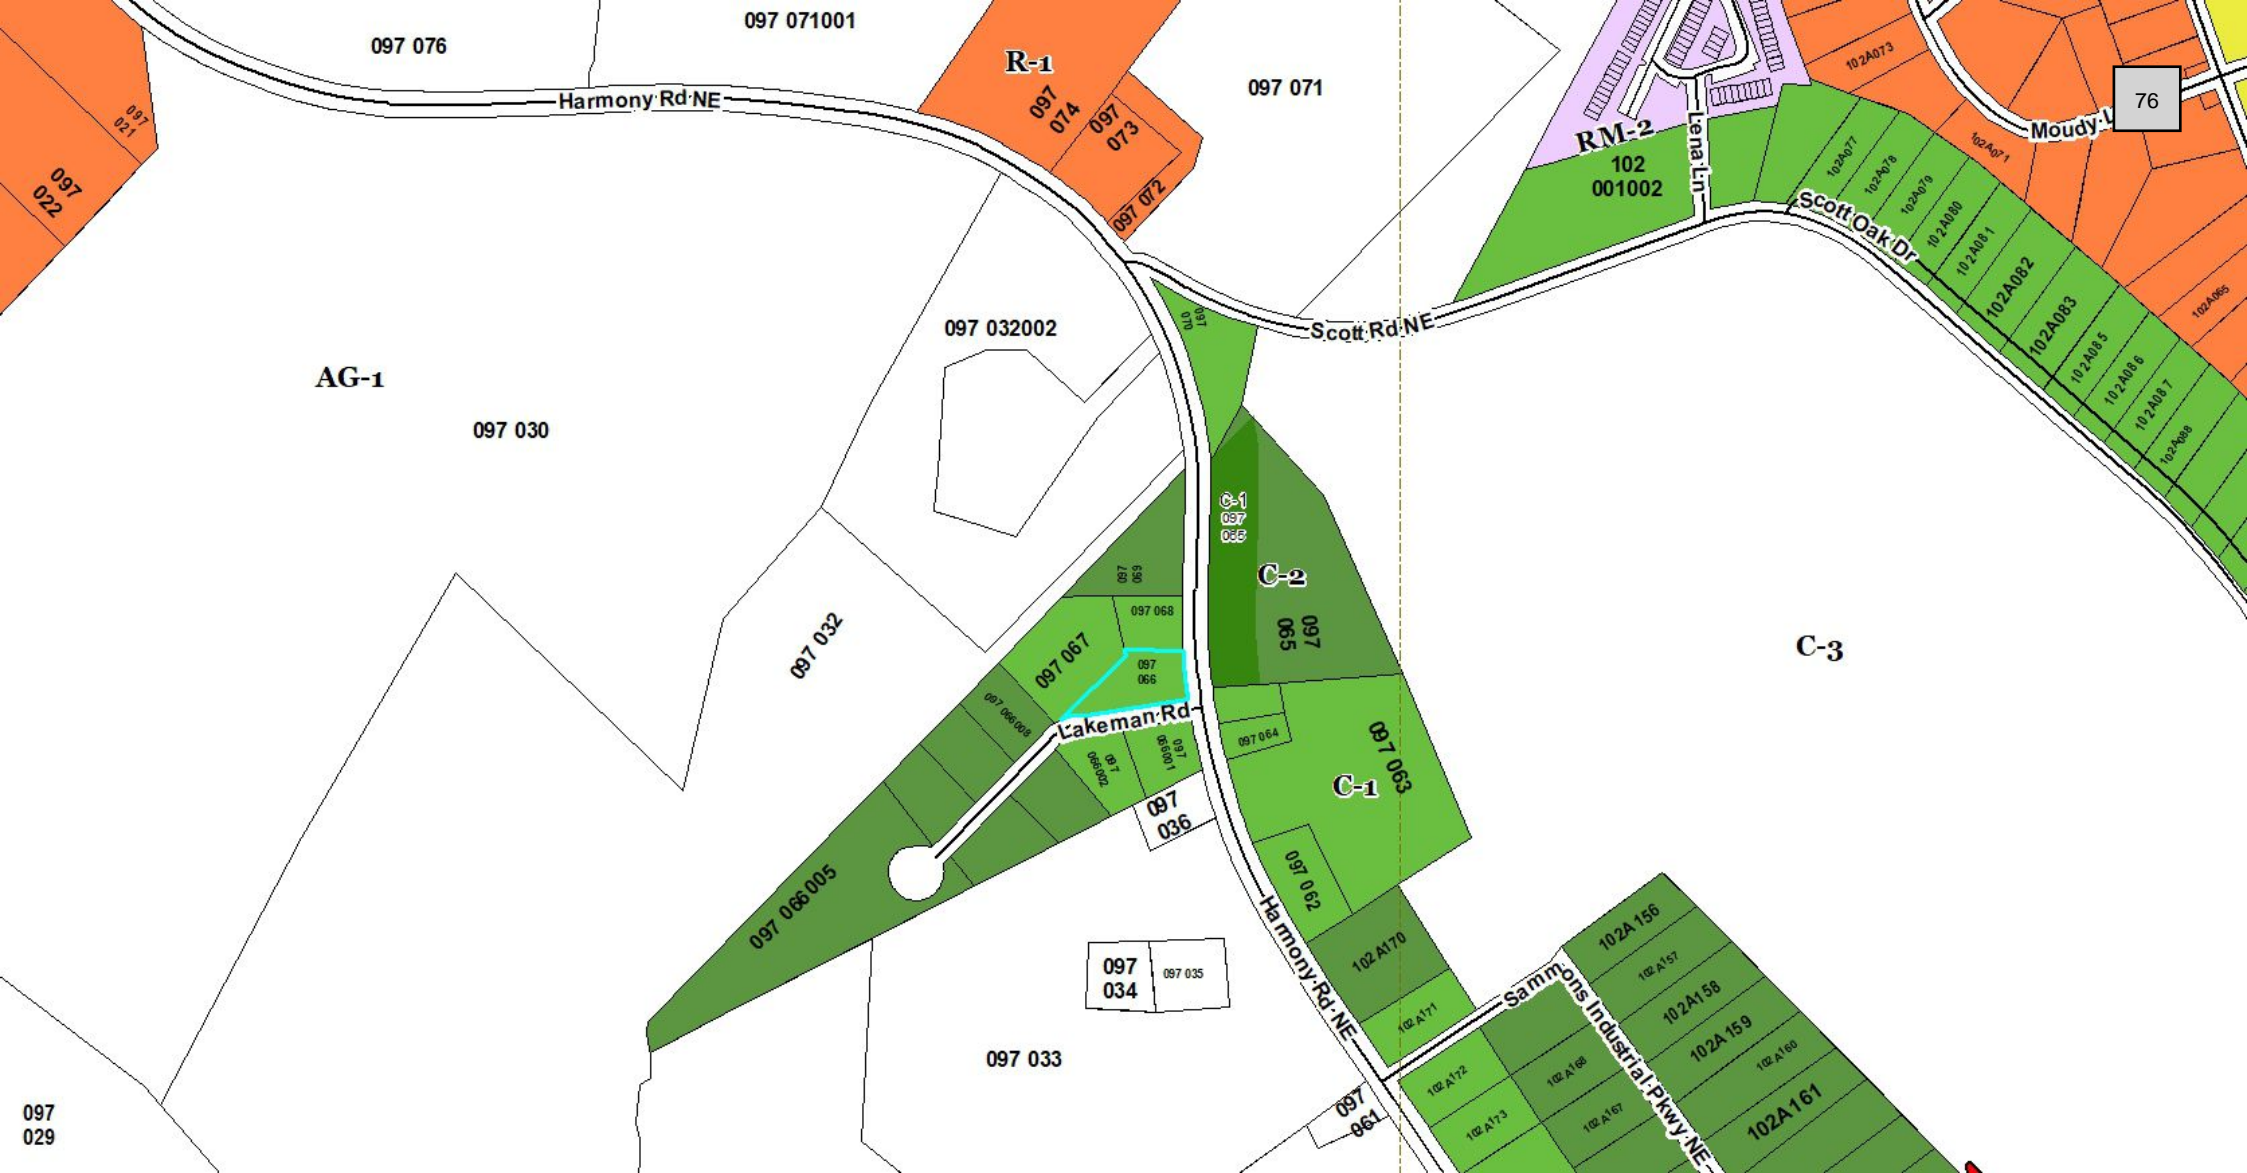 097 071001
097 076
Harmony Rd NE
R-1
097
074
097
073
097 072
097 071
097
021
097
022
RM-2
102
001002
Lena Ln
102A073
Moudy L
76
102A071
102A077
102A078
102A079
102A080
102A081
102A082
102A083
102A085
102A086
102A087
102A088
102A065
Scott Oak Dr
Scott Rd NE
097
070
097 032002
AG-1
097 030
C-1
097
065
C-2
097
065
097
069
097 068
097 067
097
066
097 032
097 066008
Lakeman Rd
097
066002
097
066001
097
036
097 064
097 063
C-1
C-3
097 062
097 066005
097
034
097 035
097 033
Harmony Rd NE
102A170
102A171
102A172
102A173
Sammons Industrial Pkwy NE
102A156
102A157
102A158
102A159
102A160
102A161
102A168
102A167
097
061
097
029